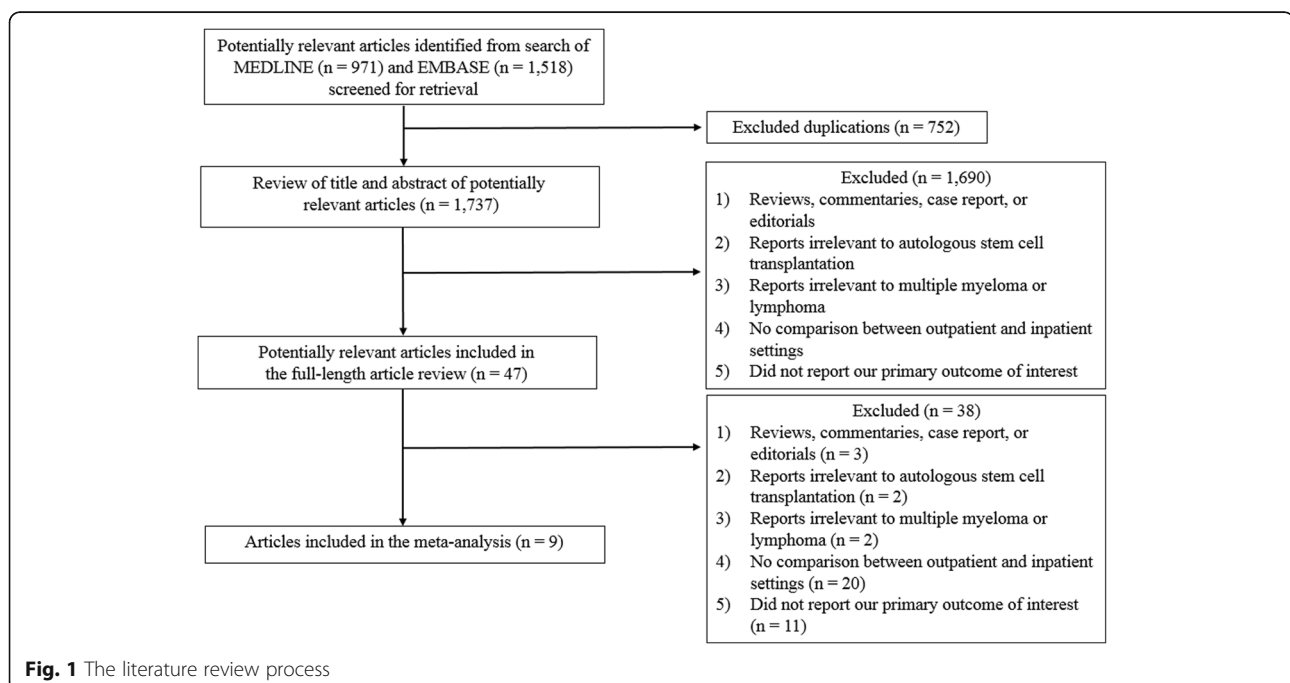 Potentially relevant articles identified from search of
MEDLINE (n = 971) and EMBASE (n = 1,518)
screened for retrieval
Excluded duplications (n = 752)
Review of title and abstract of potentially
relevant articles (n = 1,737)
Excluded (n = 1,690)
1) Reviews, commentaries, case report, or
editorials
2) Reports irrelevant to autologous stem cell
transplantation
3) Reports irrelevant to multiple myeloma or
lymphoma
4) No comparison between outpatient and inpatient
settings
5) Did not report our primary outcome of interest
Potentially relevant articles included in
the full-length article review (n = 47)
Excluded (n = 38)
1) Reviews, commentaries, case report, or
editorials (n = 3)
2) Reports irrelevant to autologous stem cell
transplantation (n = 2)
3) Reports irrelevant to multiple myeloma or
lymphoma (n = 2)
4) No comparison between outpatient and inpatient
settings (n = 20)
5) Did not report our primary outcome of interest
(n = 11)
Articles included in the meta-analysis (n = 9)
Fig. 1 The literature review process